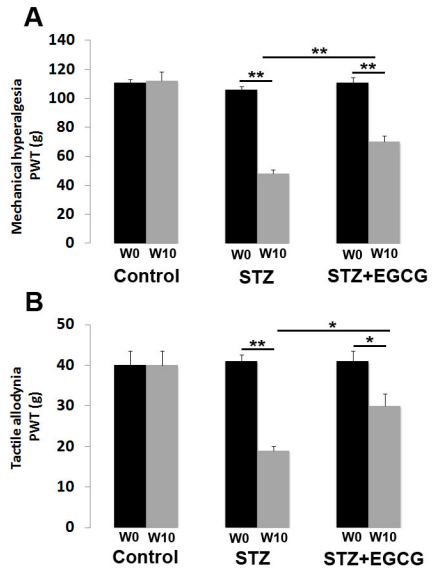 A
Mechanical hyperalgesia
PWT (g)
140
120
100
80
60
40
20
0
**
**
**
W0 W10 W0 W10 W0 W10
Control STZ STZ+EGCG
B
Tactile allodynia
PWT (g)
50
40
30
20
10
0
*
**
*
W0 W10 W0 W10 W0 W10
Control STZ STZ+EGCG